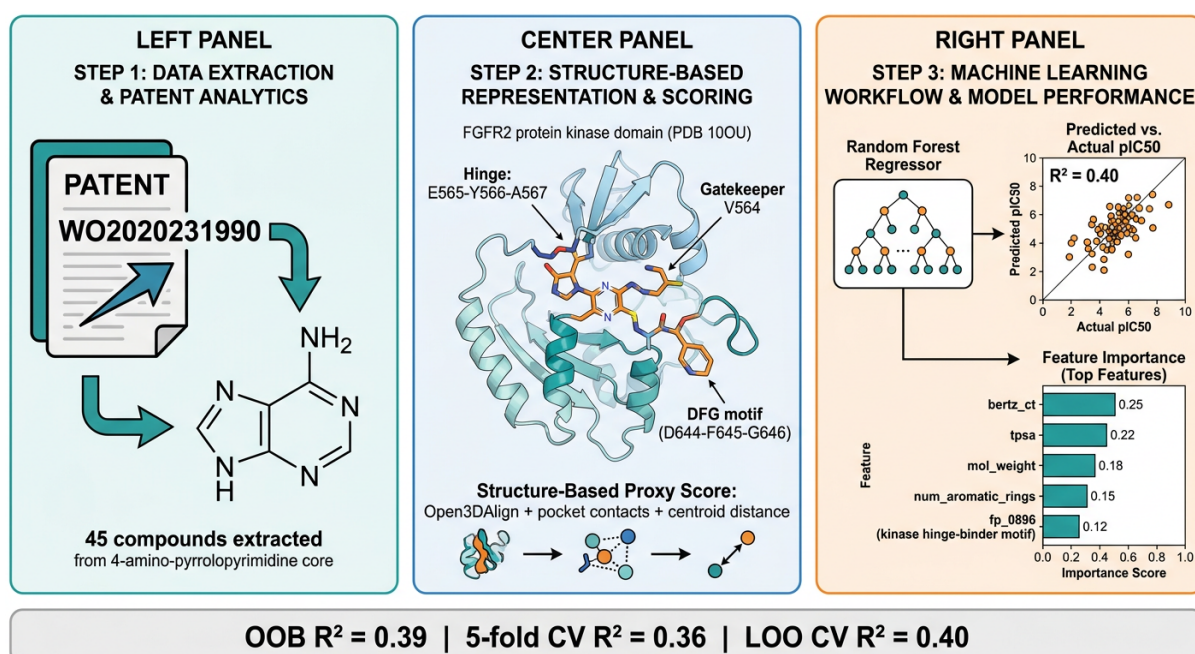 LEFT PANEL
STEP 1: DATA EXTRACTION
& PATENT ANALYTICS
PATENT
WO2020231990
NH₂
N
N
N
H
N
45 compounds extracted
from 4-amino-pyrrolopyrimidine core
CENTER PANEL
STEP 2: STRUCTURE-BASED
REPRESENTATION & SCORING
FGFR2 protein kinase domain (PDB 1OOU)
Hinge:
E565-Y566-A567
Gatekeeper
V564
N
N
DFG motif
(D644-F645-G646)
Structure-Based Proxy Score:
Open3DAlign + pocket contacts + centroid distance
RIGHT PANEL
STEP 3: MACHINE LEARNING
WORKFLOW & MODEL PERFORMANCE
Random Forest
Regressor
Predicted vs.
Actual pIC50
R² = 0.40
Predicted pIC50
10
8
6
4
2
0
0
2
4
6
8
10
Actual pIC50
Feature Importance
(Top Features)
Feature
bertz_ct
0.25
tpsa
0.22
mol_weight
0.18
num_aromatic_rings
0.15
fp_0896
(kinase hinge-binder motif)
0.12
0.0 0.2 0.4 0.6 0.8 1.0
Importance Score
OOB R² = 0.39 | 5-fold CV R² = 0.36 | LOO CV R² = 0.40